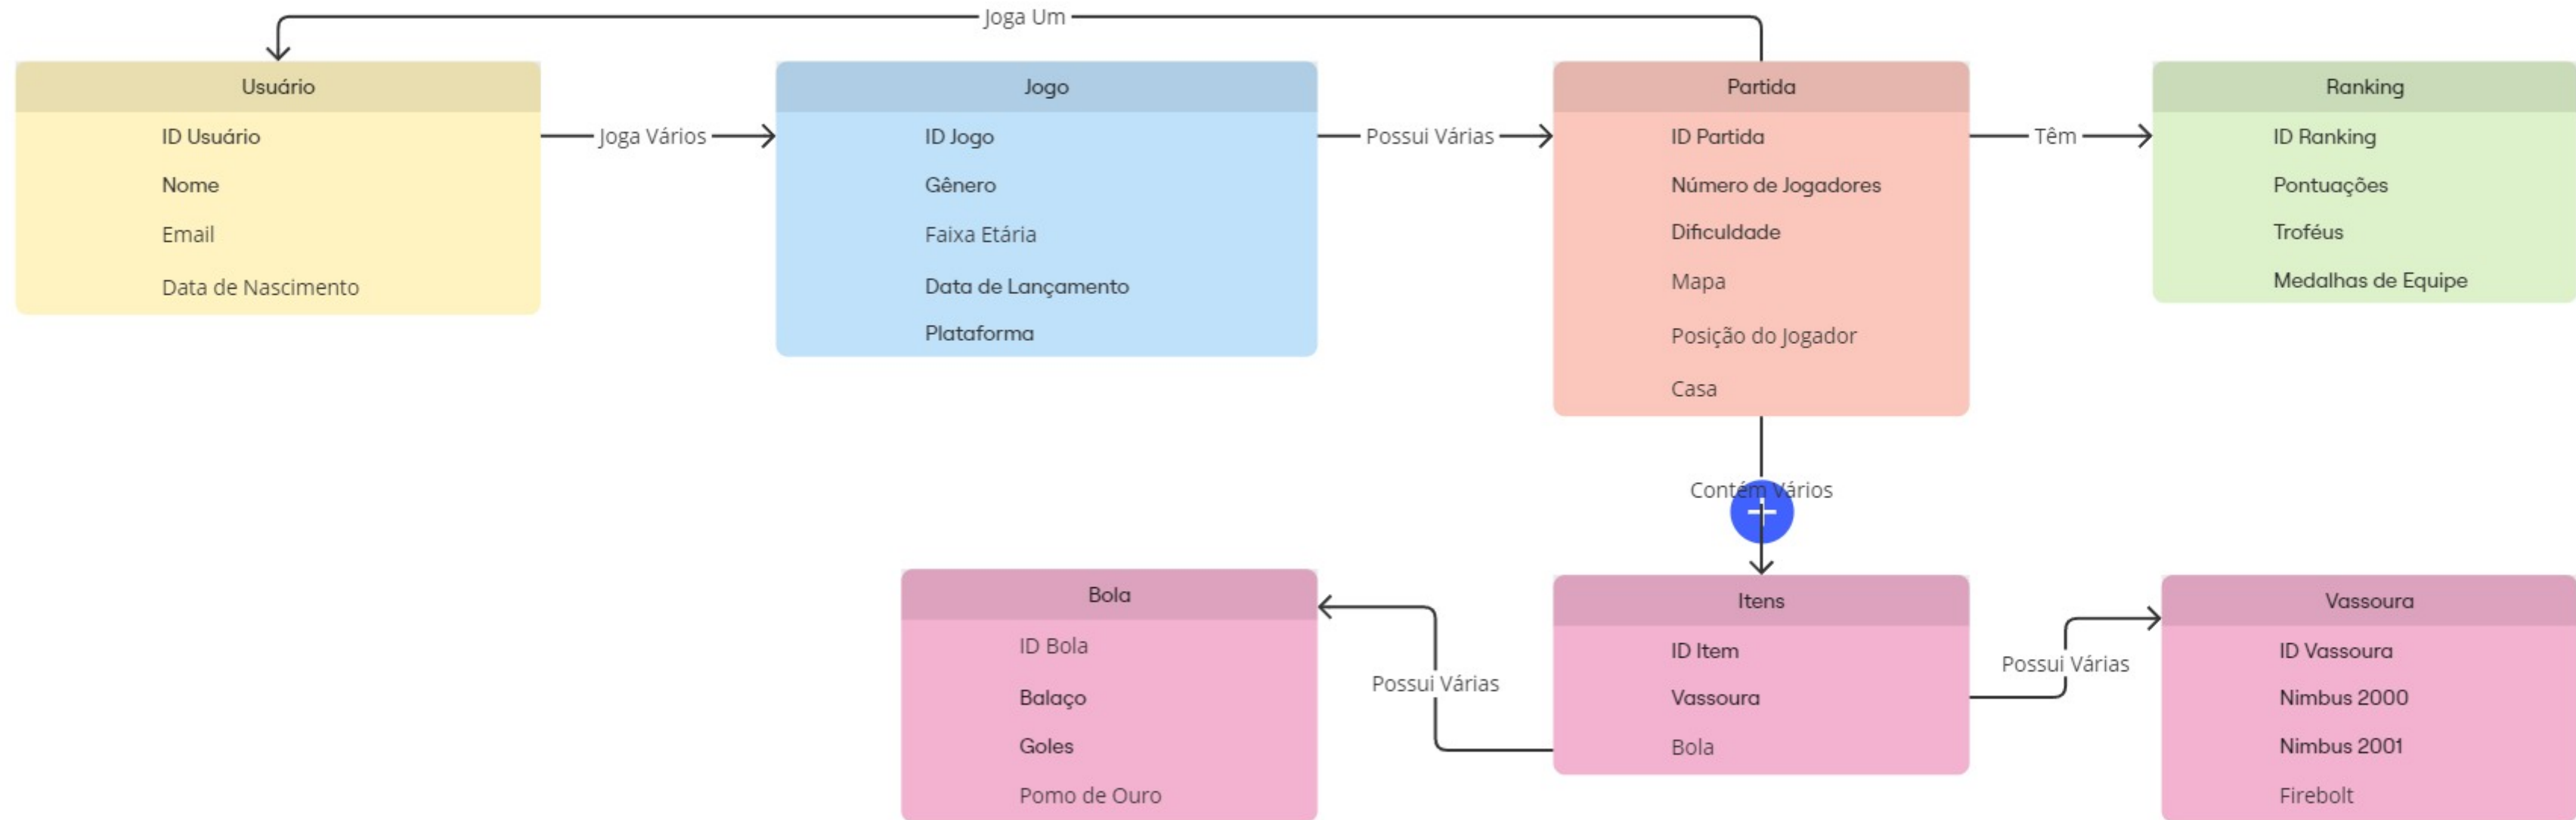 Joga Um
Usuário
ID Usuário
Nome
Email
Data de Nascimento
Joga Vários
Jogo
ID Jogo
Gênero
Faixa Etária
Data de Lançamento
Plataforma
Possui Várias
Partida
ID Partida
Número de Jogadores
Dificuldade
Mapa
Posição do Jogador
Casa
Têm
Ranking
ID Ranking
Pontuações
Troféus
Medalhas de Equipe
Contém Vários
Bola
ID Bola
Balaço
Goles
Pomo de Ouro
Possui Várias
Itens
ID Item
Vassoura
Bola
Possui Várias
Vassoura
ID Vassoura
Nimbus 2000
Nimbus 2001
Firebolt